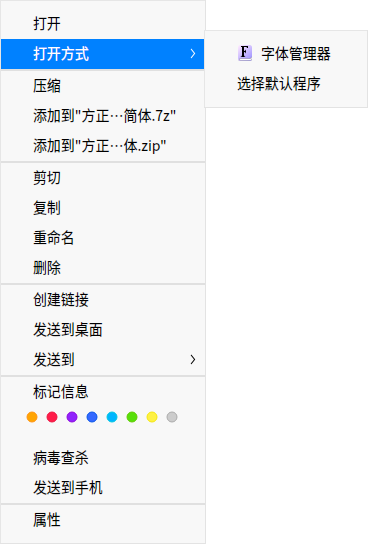 打开
打开方式
字体管理器
选择默认程序
压缩
添加到"方正…简体.7z"
添加到"方正…体.zip"
剪切
复制
重命名
删除
创建链接
发送到桌面
发送到
标记信息
病毒查杀
发送到手机
属性